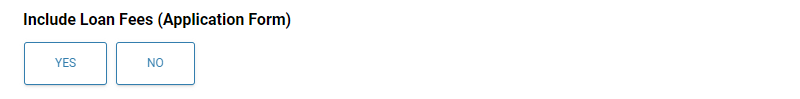 Include Loan Fees (Application Form)
YES NO